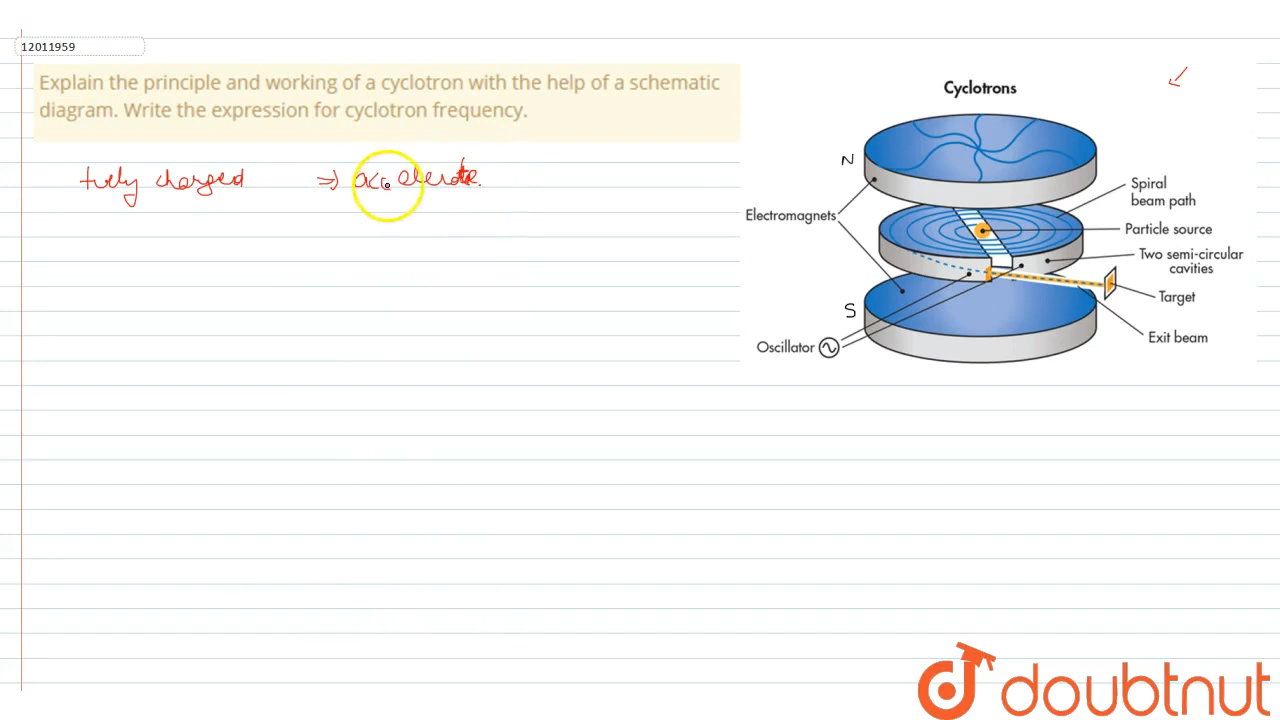 12011959
Explain the principle and working of a cyclotron with the help of a schematic
diagram. Write the expression for cyclotron frequency.
charged ⇒ accelerate.
Cyclotrons
N
Electromagnets
Spiral
beam path
Particle source
Two semi-circular
cavities
Target
S
Exit beam
Oscillator
doubtnut